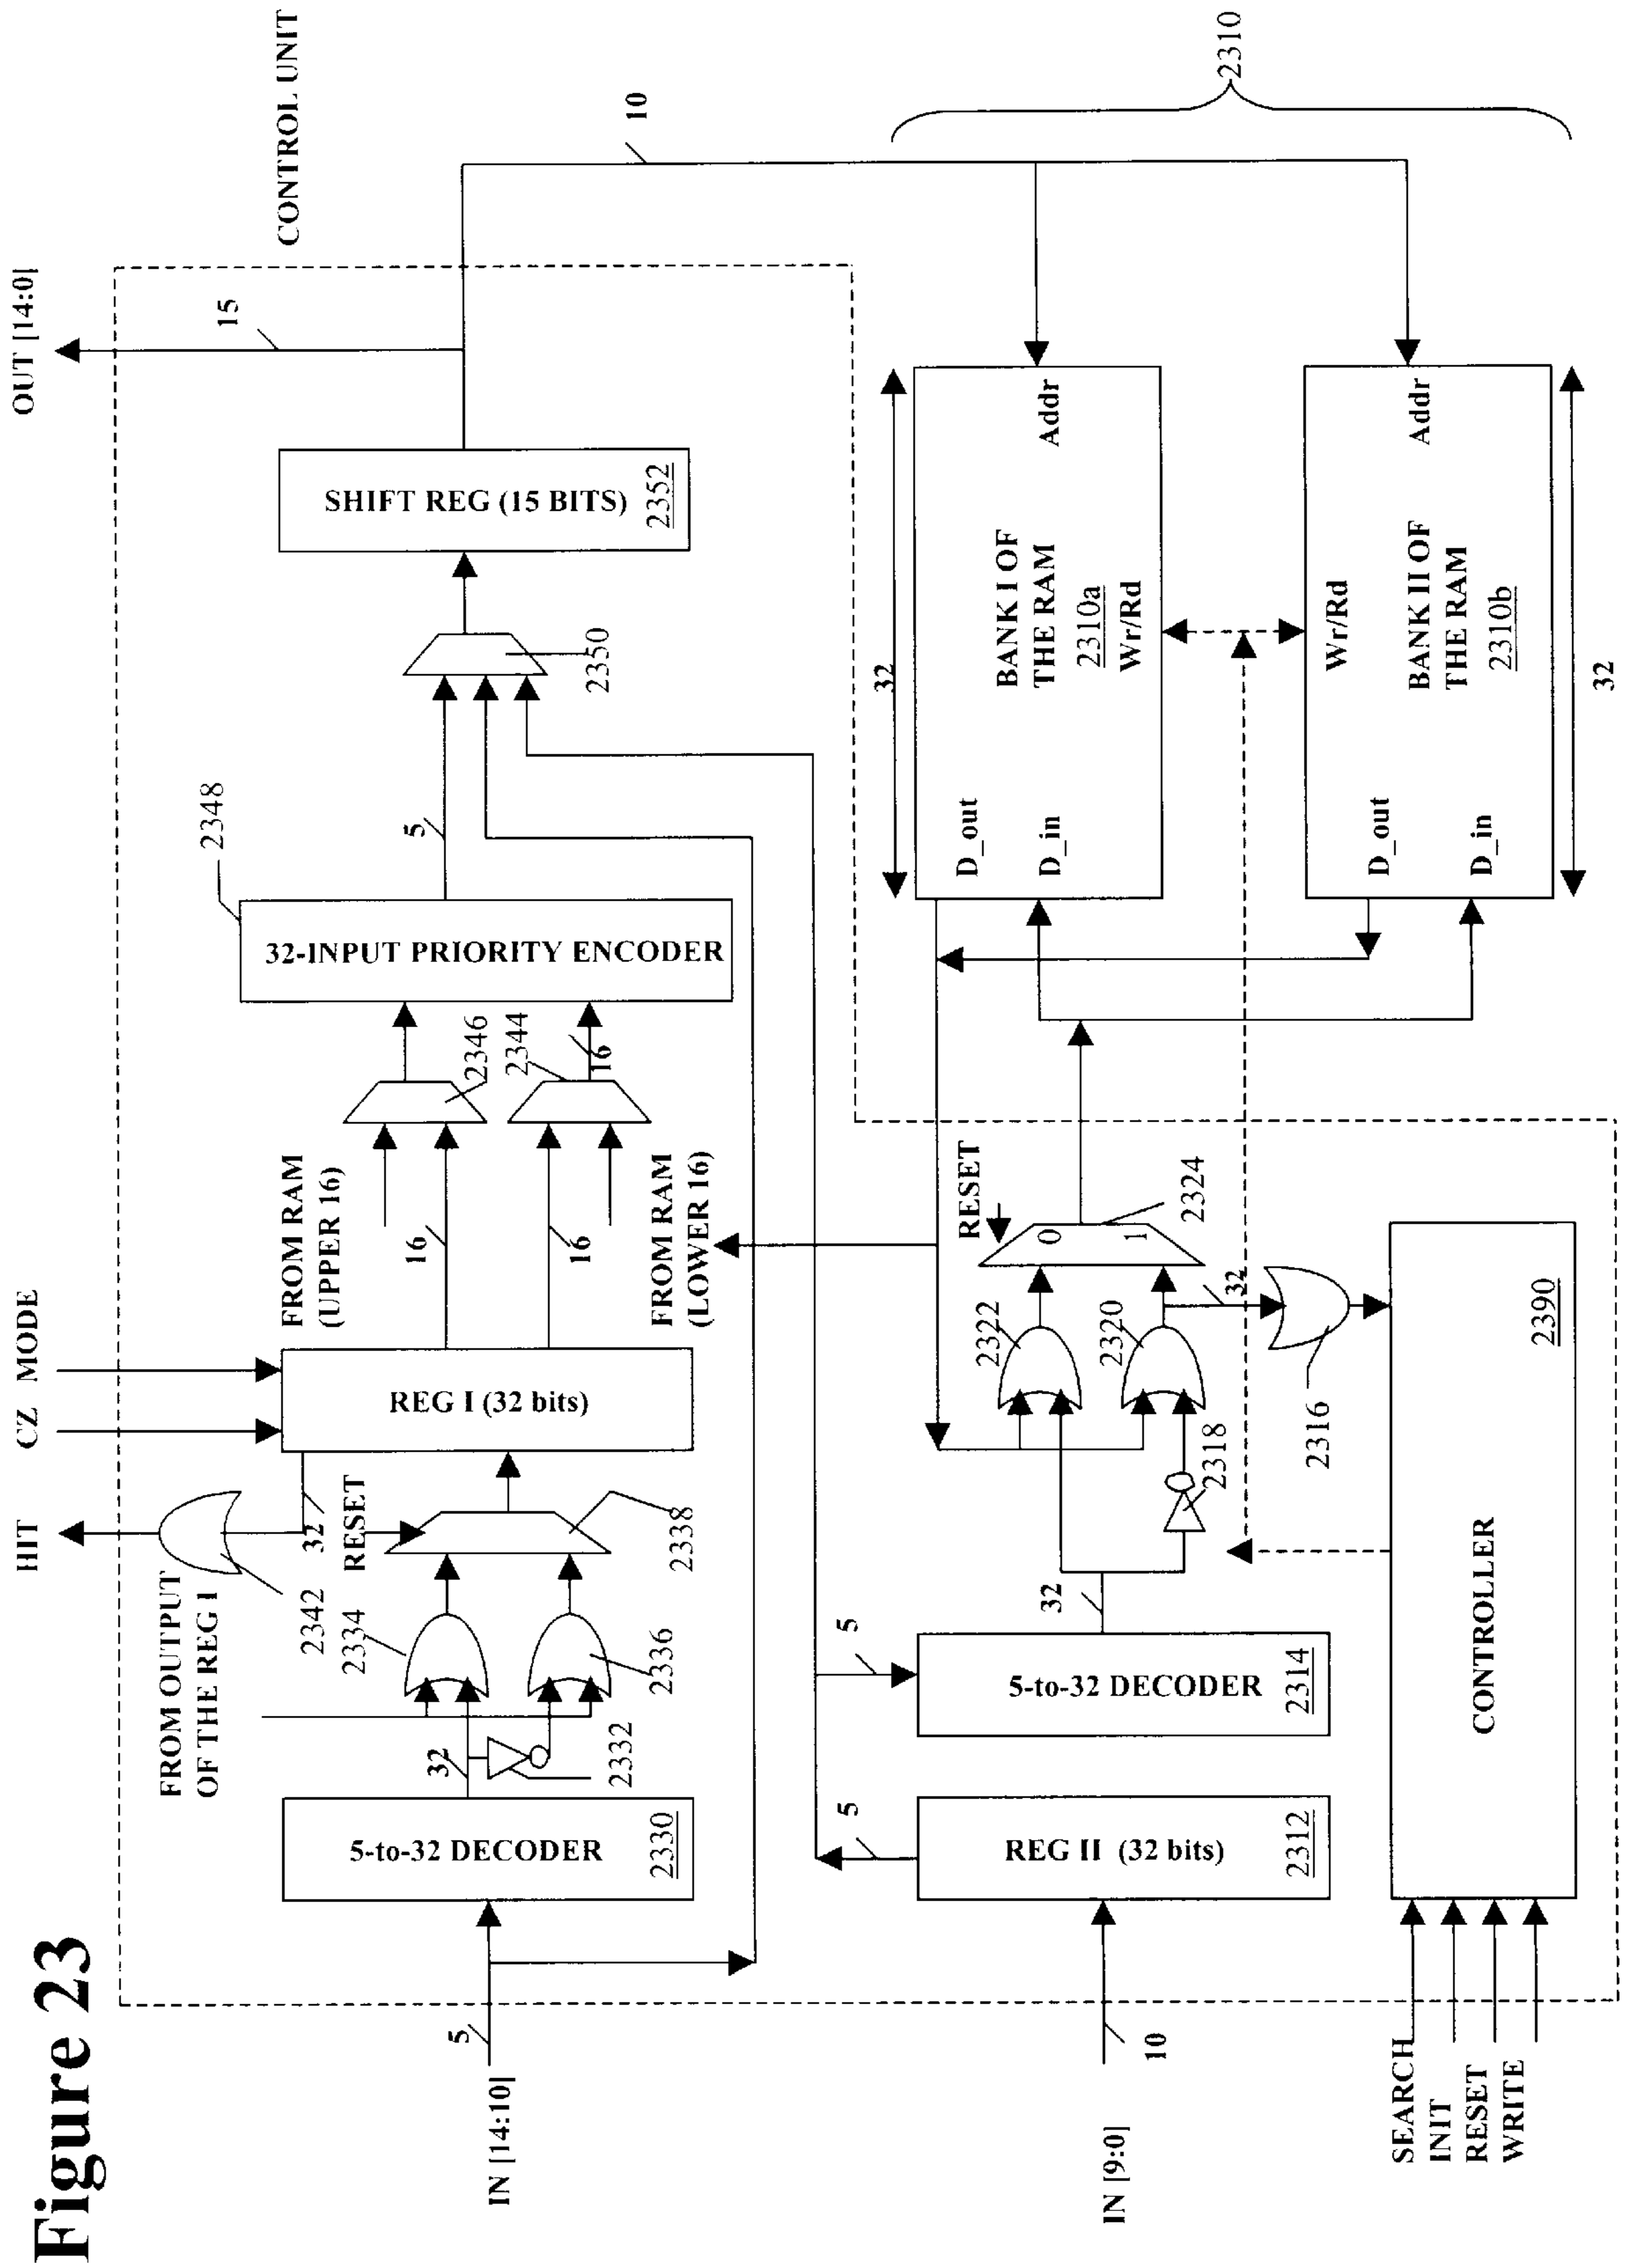 Figure 23
HIT
CZ
MODE
OUT [14:0]
CONTROL UNIT
IN [14:10]
5
5-to-32 DECODER
2330
32
2332
FROM OUTPUT
OF THE REG I
2342
2334
2336
32
RESET
2338
REG I (32 bits)
16
16
FROM RAM
(UPPER 16)
FROM RAM
(LOWER 16)
2346
2344
16
2348
32-INPUT PRIORITY ENCODER
5
2350
SHIFT REG (15 BITS)
2352
15
10
2310
IN [9:0]
10
REG II (32 bits)
2312
5
5
5-to-32 DECODER
2314
32
2318
2322
2320
RESET
0
1
2324
32
2316
32
D_out
D_in
BANK I OF
THE RAM
2310a
Wr/Rd
Addr
D_out
D_in
Wr/Rd
BANK II OF
THE RAM
2310b
Addr
32
SEARCH
INIT
RESET
WRITE
CONTROLLER
2390